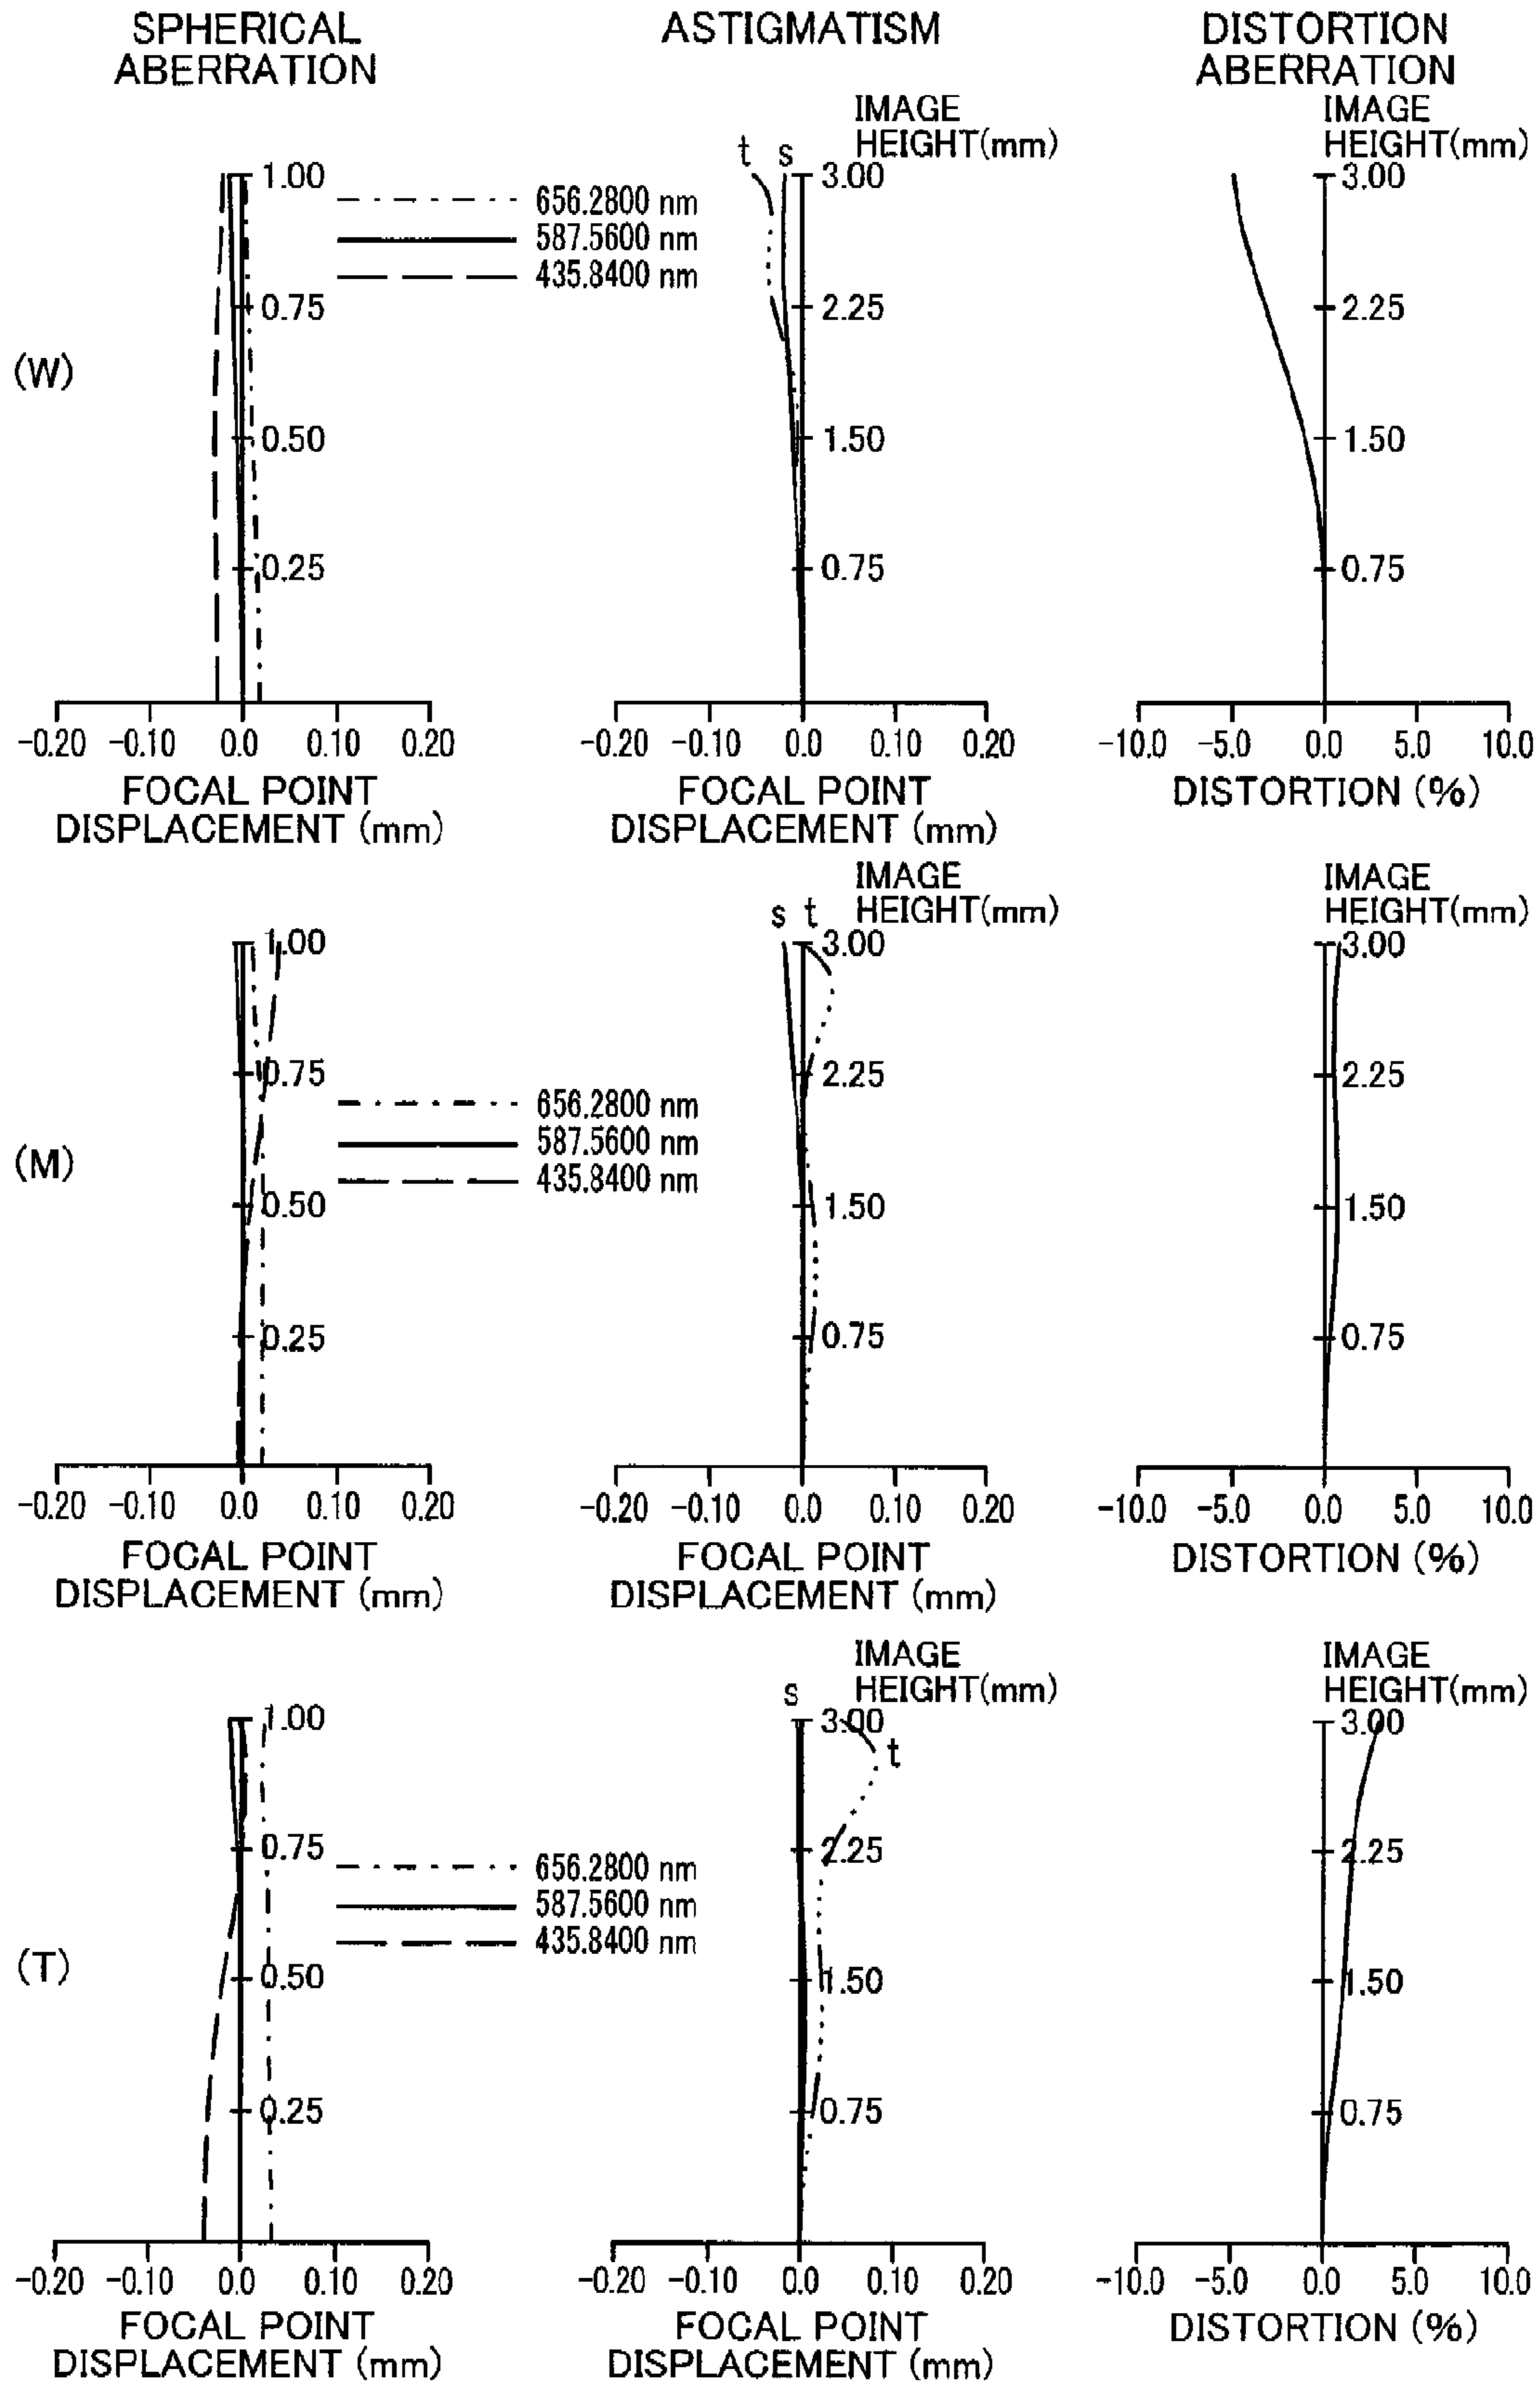 SPHERICAL
ABERRATION
ASTIGMATISM
DISTORTION
ABERRATION
IMAGE
HEIGHT(mm)
IMAGE
HEIGHT(mm)
t s
1.00
0.75
0.50
0.25
656.2800 nm
587.5600 nm
435.8400 nm
3.00
2.25
1.50
0.75
3.00
2.25
1.50
0.75
(W)
-0.20 -0.10 0.0 0.10 0.20
-0.20 -0.10 0.0 0.10 0.20
-10.0 -5.0 0.0 5.0 10.0
FOCAL POINT
DISPLACEMENT (mm)
FOCAL POINT
DISPLACEMENT (mm)
DISTORTION (%)
IMAGE
HEIGHT(mm)
IMAGE
HEIGHT(mm)
s t
1.00
0.75
0.50
0.25
656.2800 nm
587.5600 nm
435.8400 nm
3.00
2.25
1.50
0.75
3.00
2.25
1.50
0.75
(M)
-0.20 -0.10 0.0 0.10 0.20
-0.20 -0.10 0.0 0.10 0.20
-10.0 -5.0 0.0 5.0 10.0
FOCAL POINT
DISPLACEMENT (mm)
FOCAL POINT
DISPLACEMENT (mm)
DISTORTION (%)
IMAGE
HEIGHT(mm)
IMAGE
HEIGHT(mm)
s
t
1.00
0.75
0.50
0.25
656.2800 nm
587.5600 nm
435.8400 nm
3.00
2.25
1.50
0.75
3.00
2.25
1.50
0.75
(T)
-0.20 -0.10 0.0 0.10 0.20
-0.20 -0.10 0.0 0.10 0.20
-10.0 -5.0 0.0 5.0 10.0
FOCAL POINT
DISPLACEMENT (mm)
FOCAL POINT
DISPLACEMENT (mm)
DISTORTION (%)